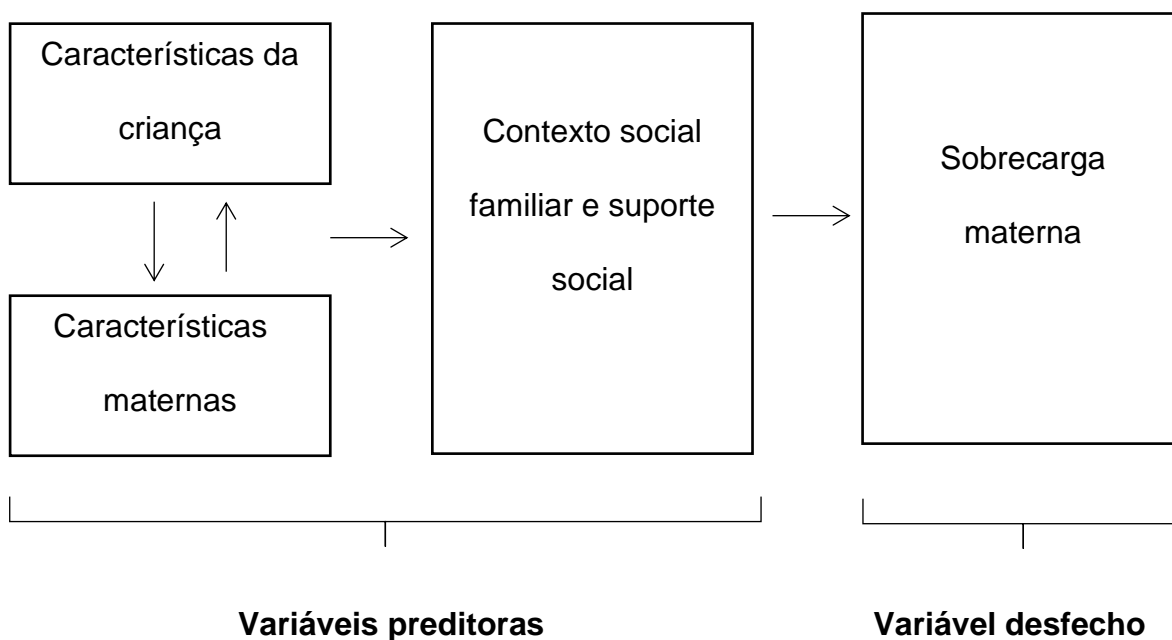 Características da
criança
Características
maternas
Contexto social
familiar e suporte
social
Sobrecarga
materna
Variáveis preditoras
Variável desfecho